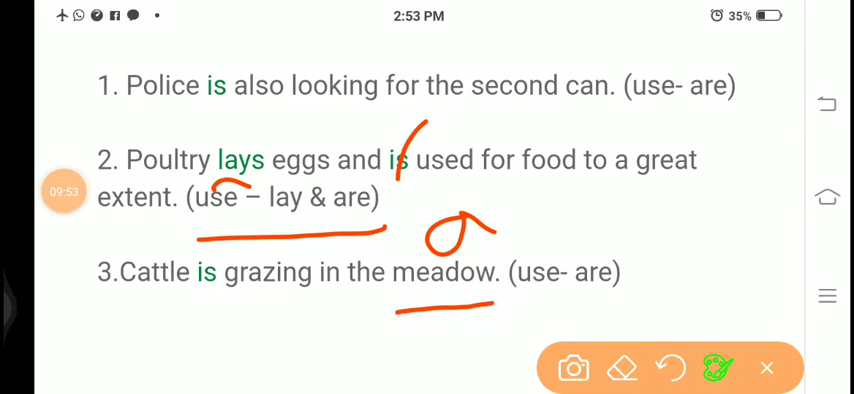 2:53 PM
35%
1. Police is also looking for the second can. (use- are)
2. Poultry lays eggs and is used for food to a great
09:53
extent. (use – lay & are)
3.Cattle is grazing in the meadow. (use- are)